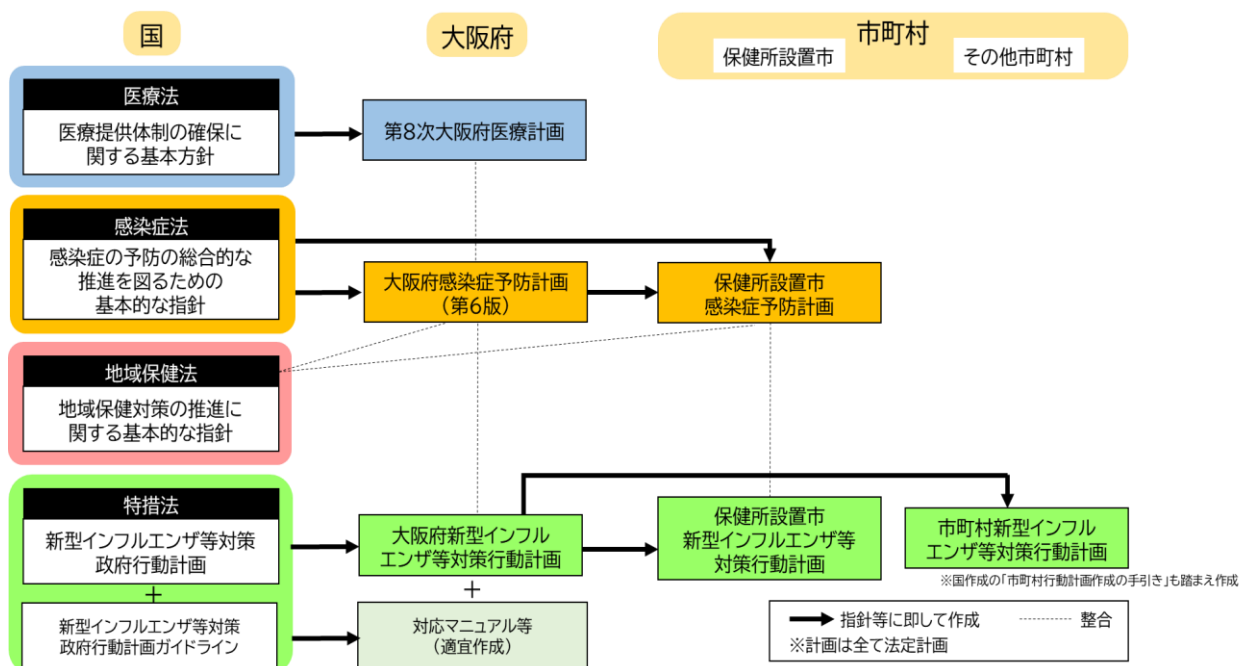 国
大阪府
市町村
保健所設置市
その他市町村
医療法
医療提供体制の確保に
関する基本方針
第8次大阪府医療計画
感染症法
感染症の予防の総合的な
推進を図るための
基本的な指針
大阪府感染症予防計画
(第6版)
保健所設置市
感染症予防計画
地域保健法
地域保健対策の推進に
関する基本的な指針
特措法
新型インフルエンザ等対策
政府行動計画
+
新型インフルエンザ等対策
政府行動計画ガイドライン
大阪府新型インフル
エンザ等対策行動計画
+
対応マニュアル等
(適宜作成)
保健所設置市
新型インフルエンザ等
対策行動計画
市町村新型インフル
エンザ等対策行動計画
※国作成の「市町村行動計画作成の手引き」も踏まえ作成
指針等に即して作成
整合
※計画は全て法定計画